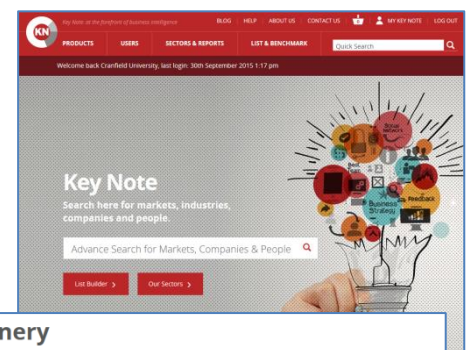 KN
Key Note: at the forefront of business intelligence
BLOG HELP ABOUT US CONTACT US MY KEY NOTE LOG OUT
PRODUCTS USERS SECTORS & REPORTS LIST & BENCHMARK Quick Search
Welcome back Cranfield University, last login: 30th September 2015 1:17 pm
Key Note
Search here for markets, industries,
companies and people.
Advance Search for Markets, Companies & People
List Builder
Our Sectors
Business
Strategy
Feedback
nery